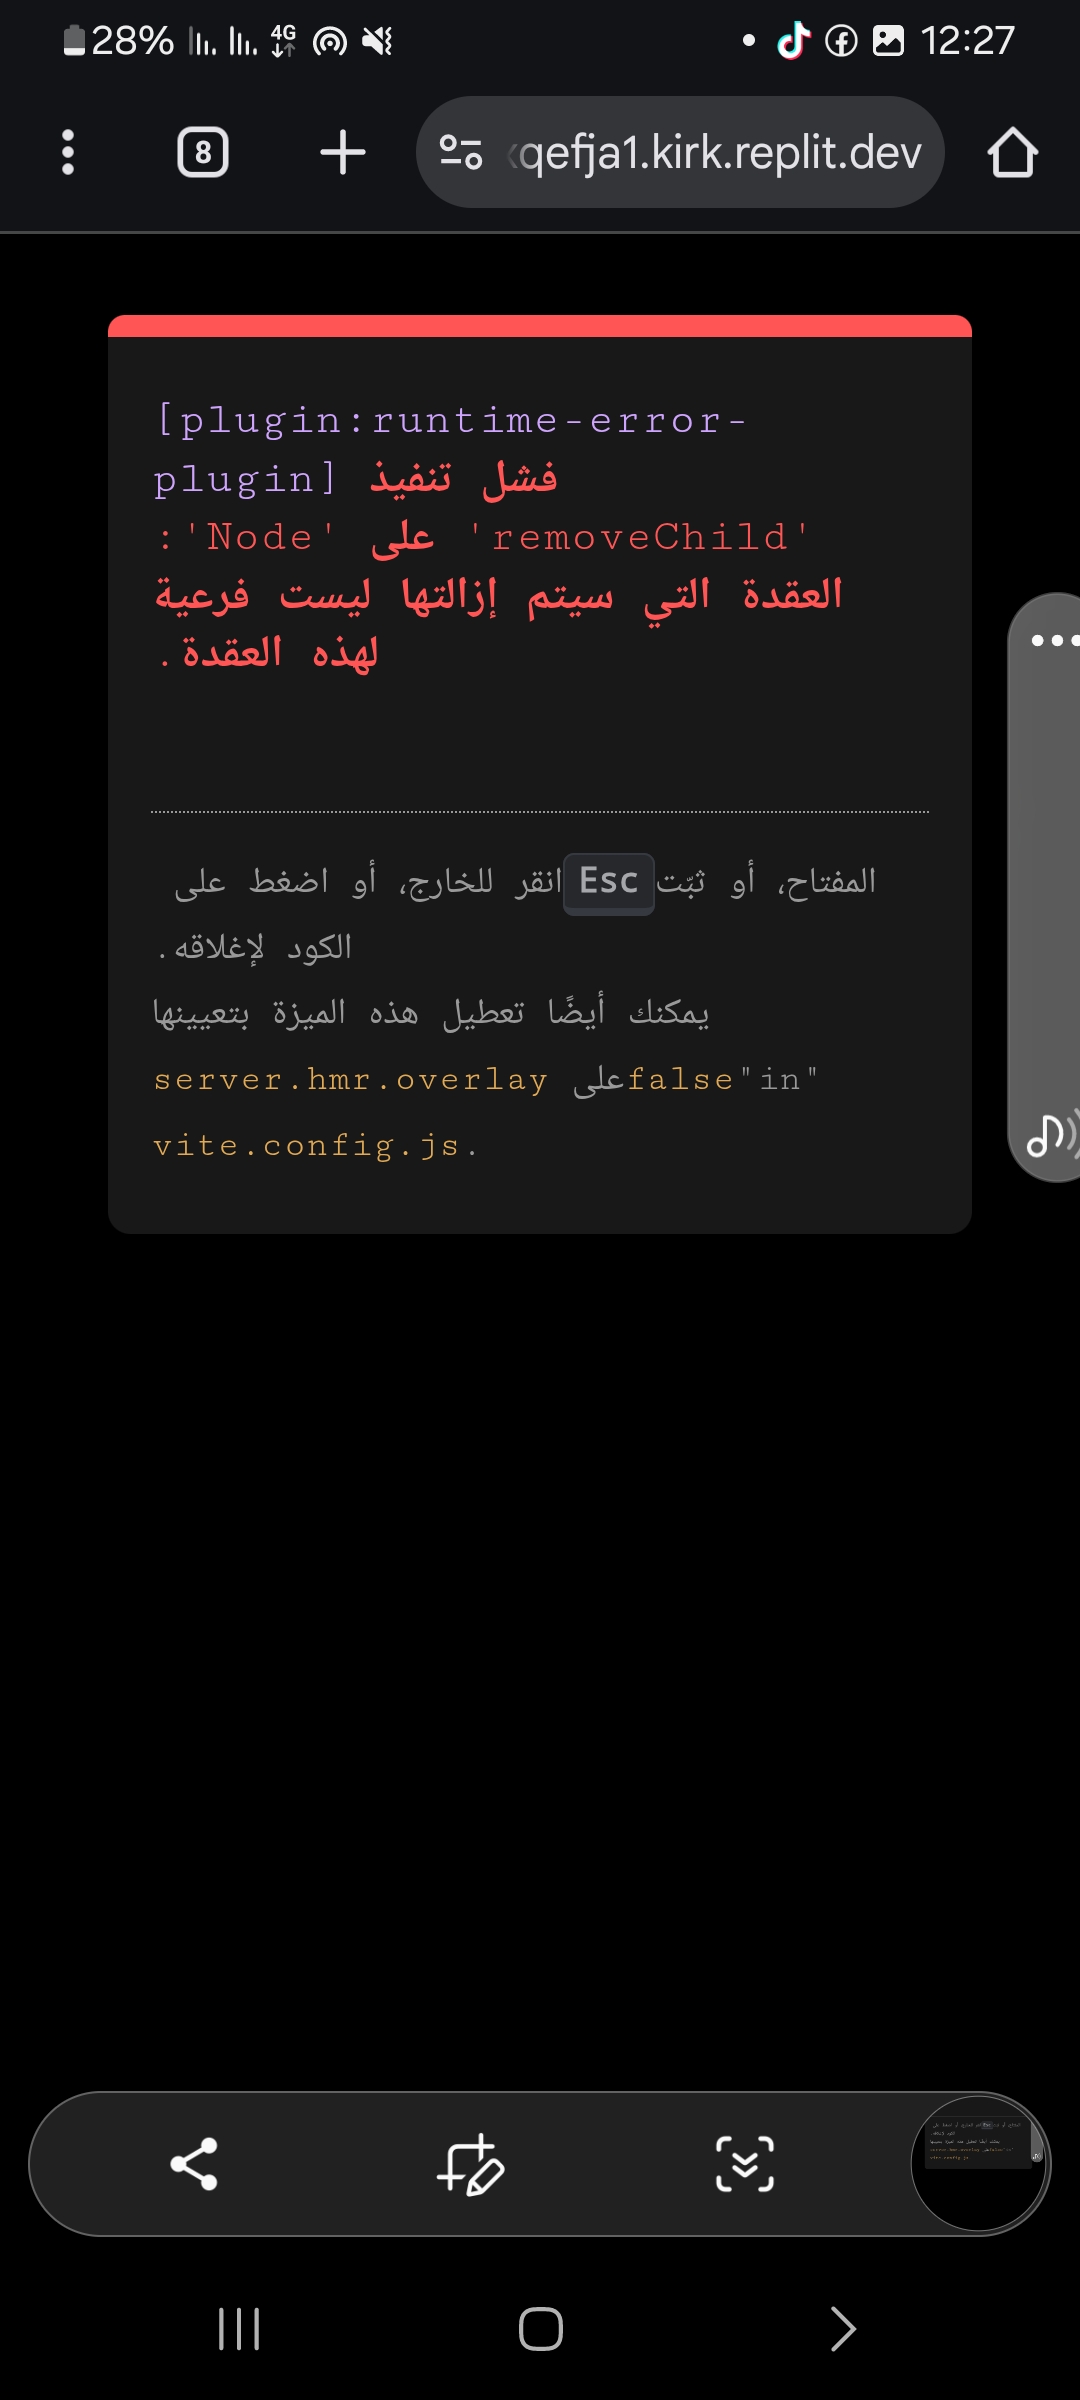 28% 4G 12:27
8 qefja1.kirk.replit.dev
[plugin:runtime-error-
plugin] فشل تنفيذ
'removeChild' على 'Node':
العقدة التي سيتم إزالتها ليست فرعية
لهذه العقدة.
انقر للخارج، أو اضغط على Esc المفتاح، أو ثبّت
الكود لإغلاقه.
يمكنك أيضًا تعطيل هذه الميزة بتعيينها
server.hmr.overlay على false"in"
vite.config.js.